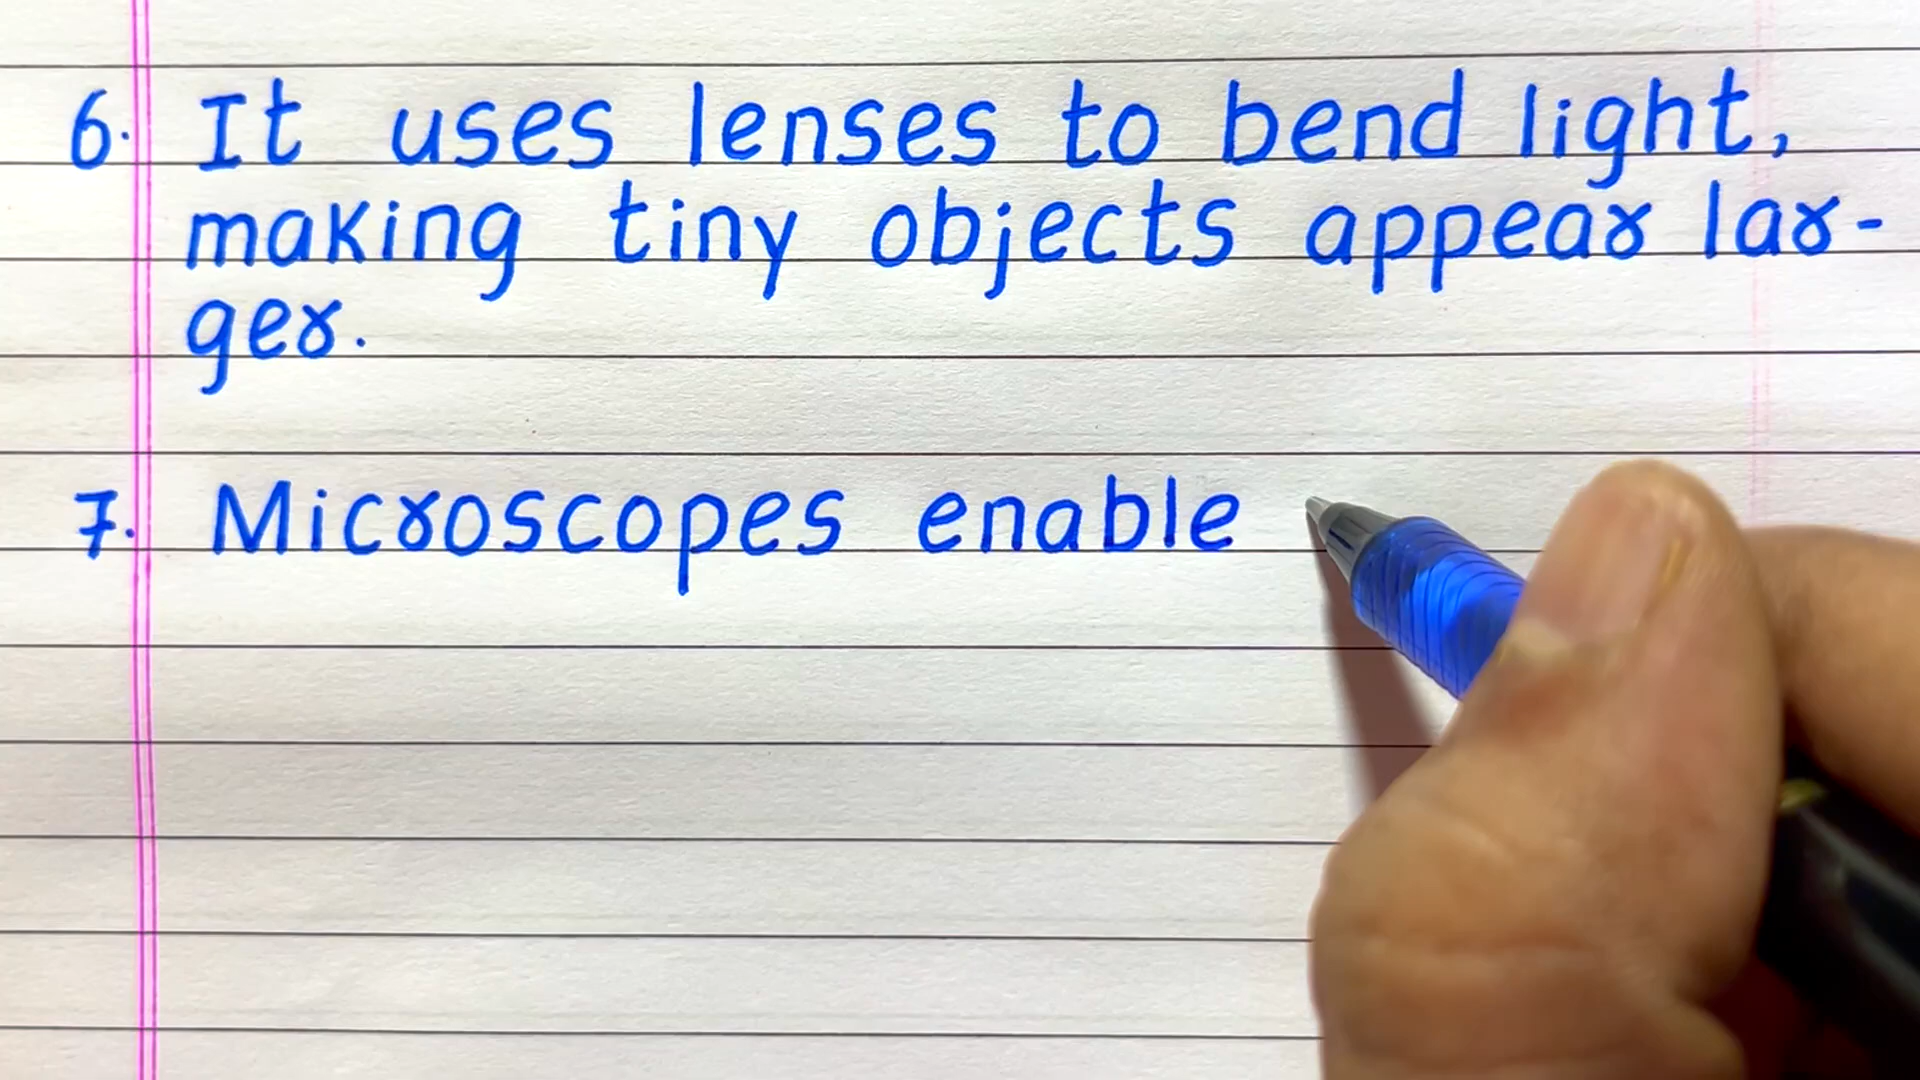 6. It uses lenses to bend light,
making tiny objects appear lar-
ger.
7. Microscopes enable